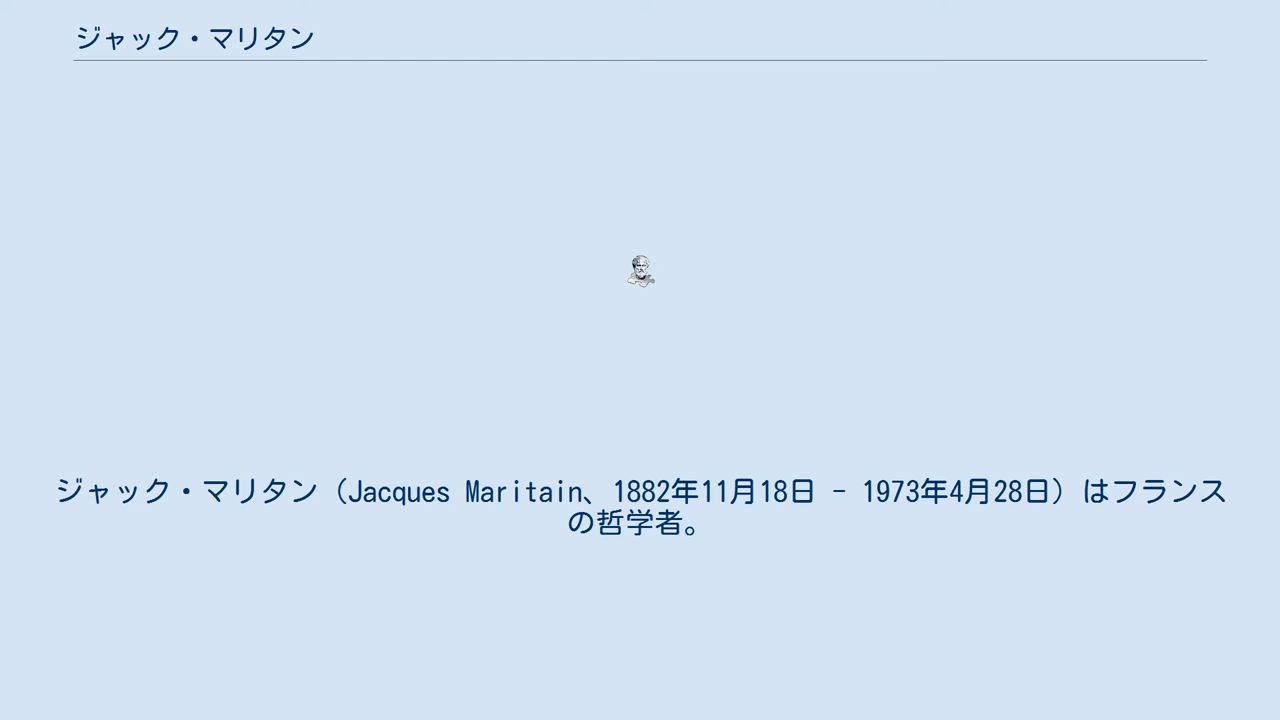 ジャック・マリタン
ジャック・マリタン（Jacques Maritain、1882年11月18日 - 1973年4月28日）はフランス
の哲学者。